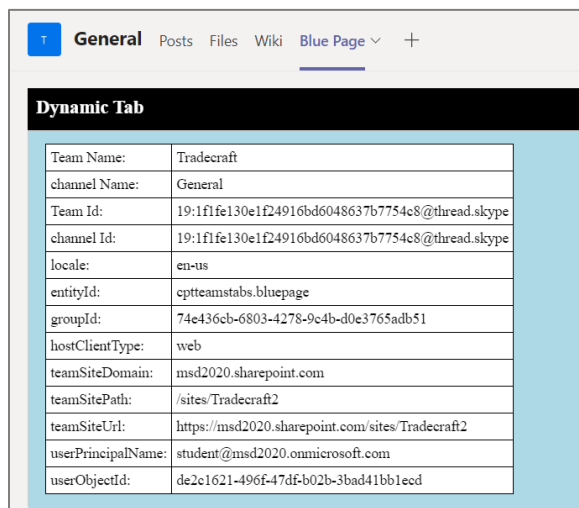 T General Posts Files Wiki Blue Page +
Dynamic Tab
Team Name: Tradecraft
channel Name: General
Team Id: 19:1f1fe130e1f24916bd6048637b7754c8@thread.skype
channel Id: 19:1f1fe130e1f24916bd6048637b7754c8@thread.skype
locale: en-us
entityId: cptteamstabs.bluepage
groupId: 74e436cb-6803-4278-9c4b-d0e3765adb51
hostClientType: web
teamSiteDomain: msd2020.sharepoint.com
teamSitePath: /sites/Tradecraft2
teamSiteUrl: https://msd2020.sharepoint.com/sites/Tradecraft2
userPrincipalName: student@msd2020.onmicrosoft.com
userObjectId: de2c1621-496f-47df-b02b-3bad41bb1ecd